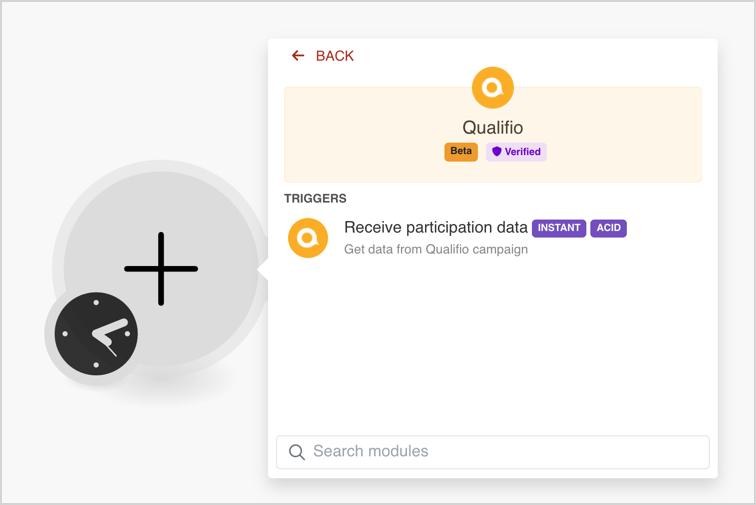 BACK
Qualifio
Beta Verified
TRIGGERS
Receive participation data INSTANT ACID
Get data from Qualifio campaign
Search modules